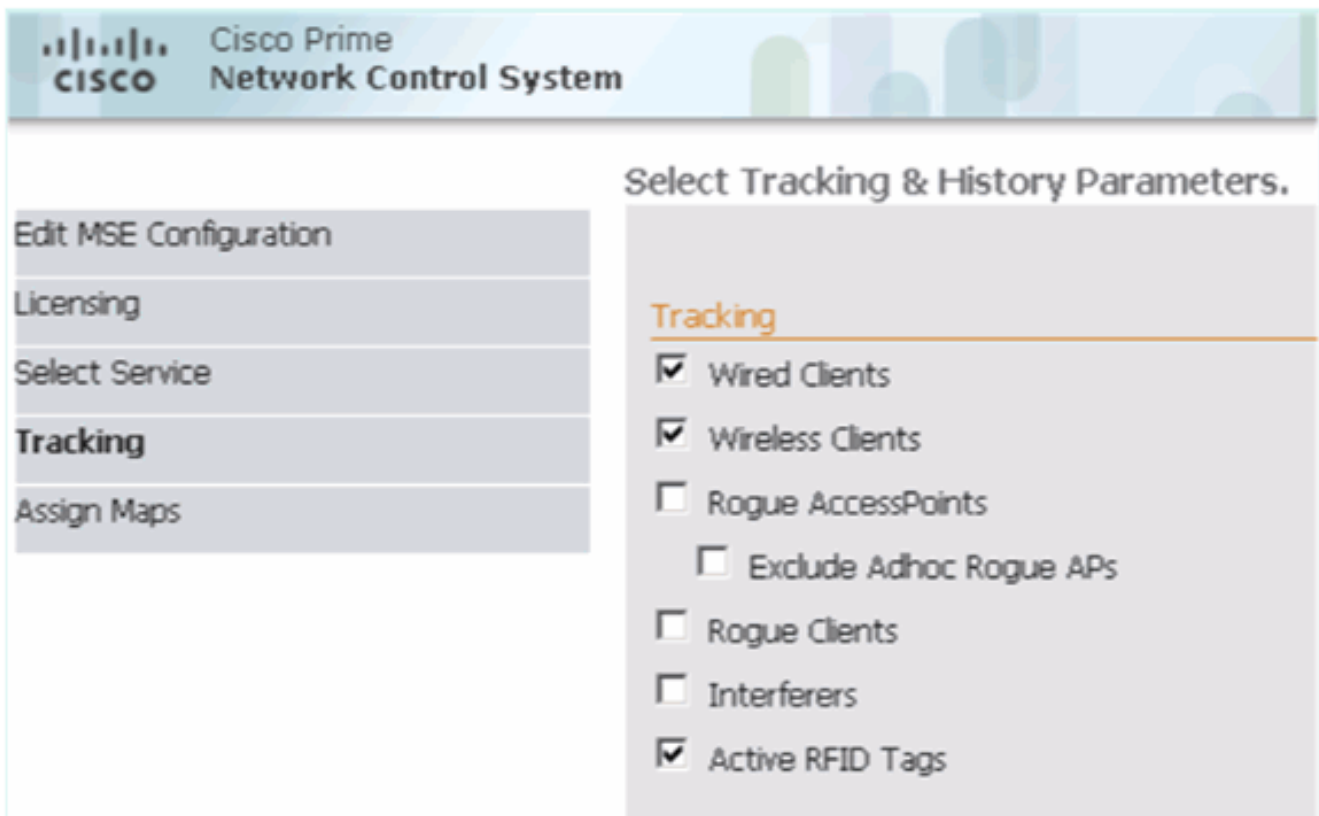 CISCO
Cisco Prime
Network Control System
Select Tracking & History Parameters.
Edit MSE Configuration
Licensing
Select Service
Tracking
Assign Maps
Tracking
Wired Clients
Wireless Clients
Rogue AccessPoints
Exclude Adhoc Rogue APs
Rogue Clients
Interferers
Active RFID Tags